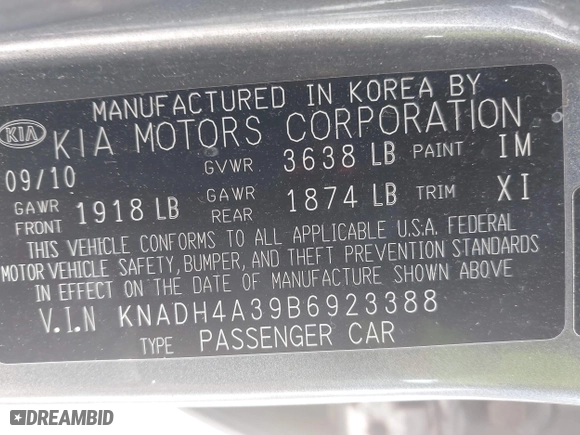 MANUFACTURED IN KOREA BY
KIA KIA MOTORS CORPORATION
09/10 GVWR 3638 LB PAINT IM
GAWR FRONT 1918 LB GAWR REAR 1874 LB TRIM XI
THIS VEHICLE CONFORMS TO ALL APPLICABLE U.S.A. FEDERAL
MOTOR VEHICLE SAFETY, BUMPER, AND THEFT PREVENTION STANDARDS
IN EFFECT ON THE DATE OF MANUFACTURE SHOWN ABOVE
V.I.N KNADH4A39B6923388
TYPE PASSENGER CAR
DREAMBID